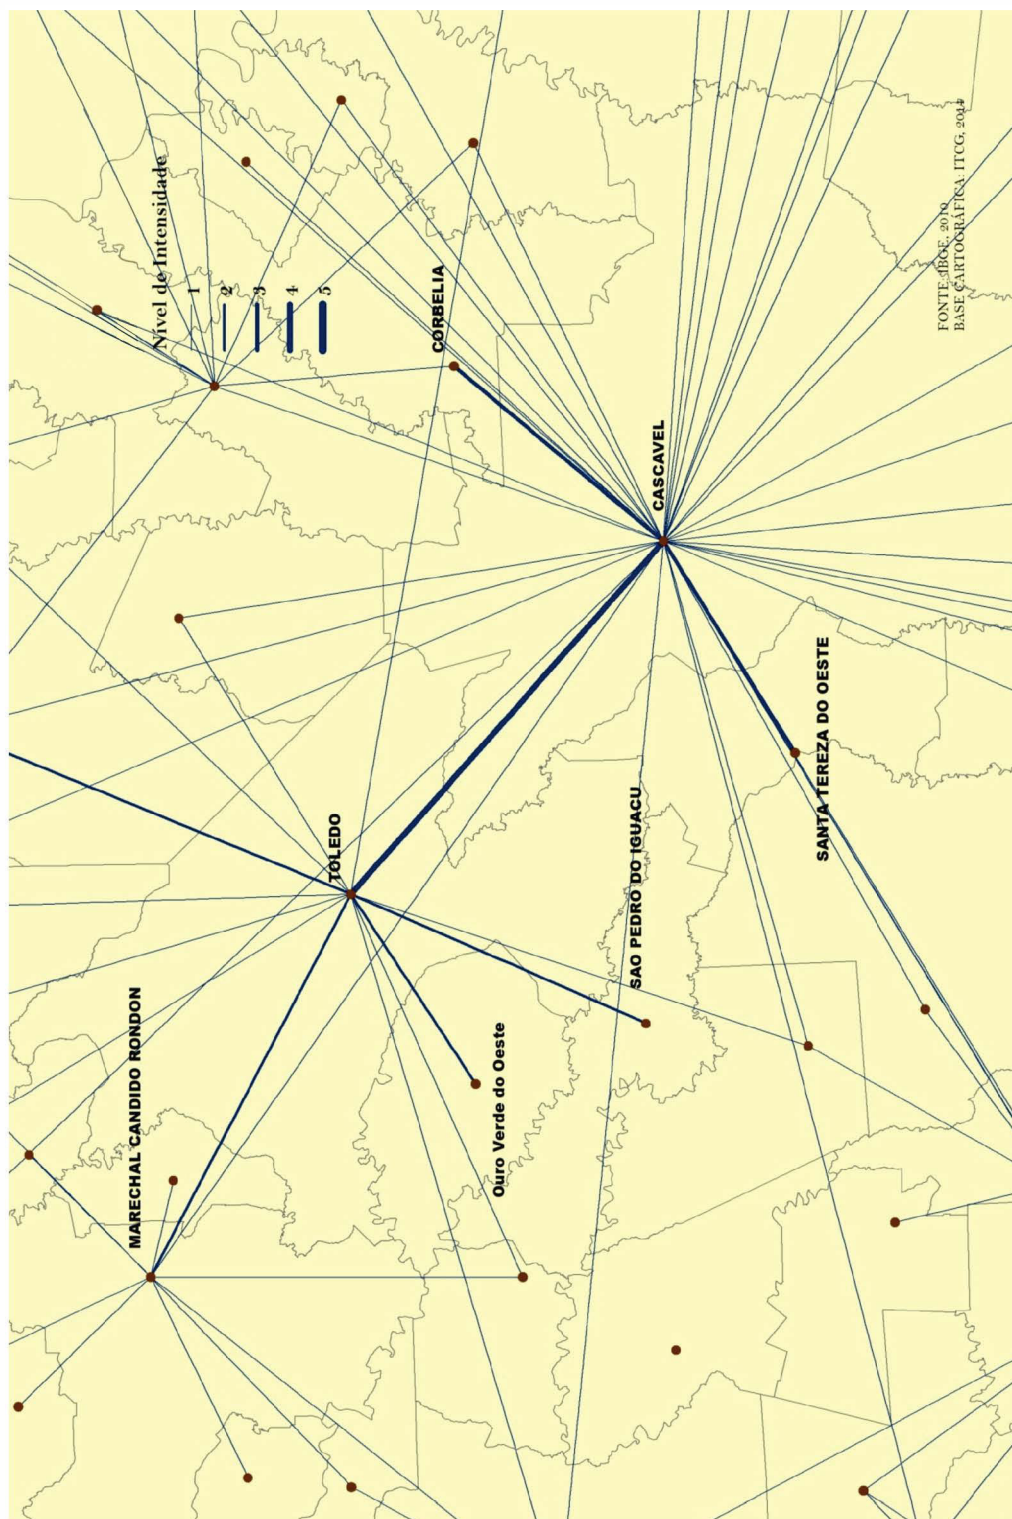 Nível de Intensidade
1
2
3
4
5
CORBELIA
CASCAVEL
TOLEDO
SAO PEDRO DO IGUACU
SANTA TEREZA DO OESTE
MARECHAL CANDIDO RONDON
Ouro Verde do Oeste
FONTE: IBGE, 2010
BASE CARTOGRÁFICA: ITCG, 2014